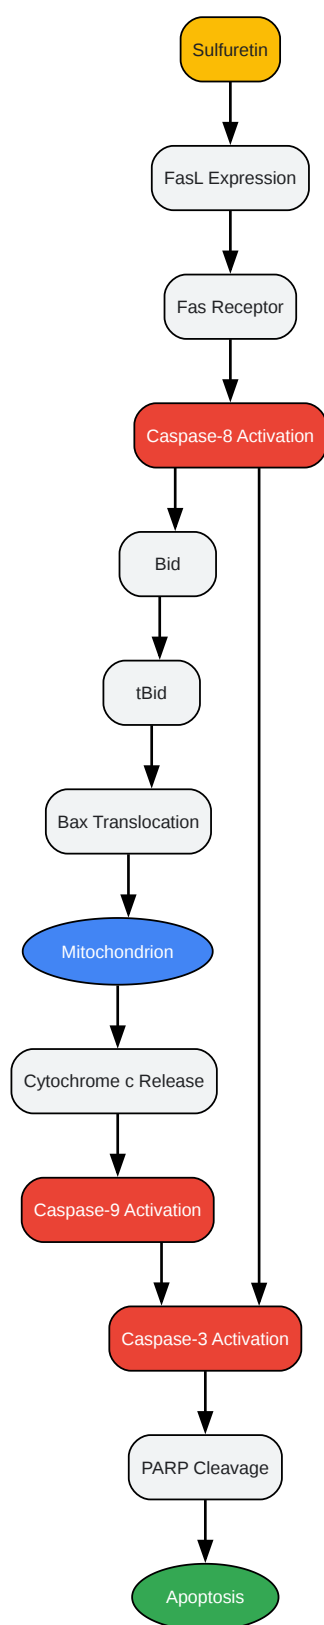 Sulfuretin
FasL Expression
Fas Receptor
Caspase-8 Activation
Bid
tBid
Bax Translocation
Mitochondrion
Cytochrome c Release
Caspase-9 Activation
Caspase-3 Activation
PARP Cleavage
Apoptosis